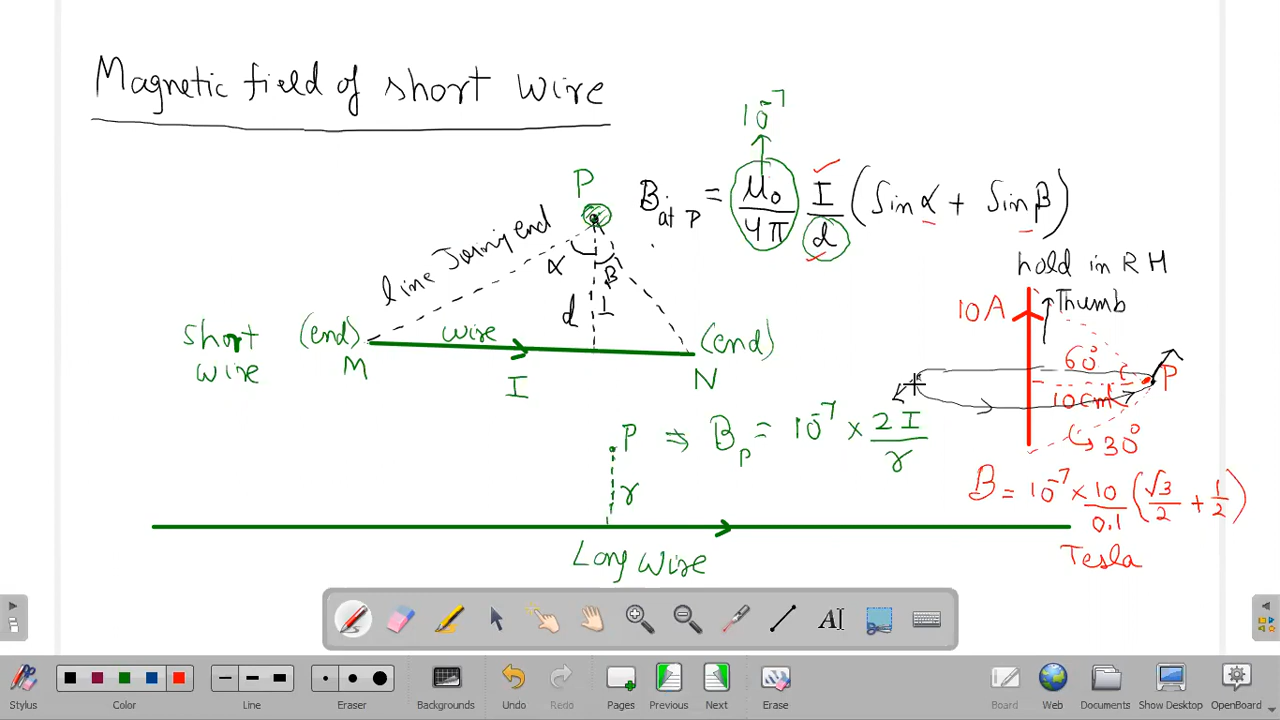 Magnetic field of short wire
10⁻⁷
P
B at P = μ₀/4π I/d (Sin α + Sin β)
line Joining end
α
β
d
hold in RH
10A
Thumb
short wire
(end)
M
wire
I
(end)
N
60°
P
10cm
30°
P ⇒ Bp = 10⁻⁷ × 2I/r
r
B = 10⁻⁷ × 10/0.1 (√3/2 + 1/2)
Tesla
Long wire
Stylus
Color
Line
Eraser
Backgrounds
Undo
Redo
Pages
Previous
Next
Erase
Board
Web
Documents
Show Desktop
OpenBoard